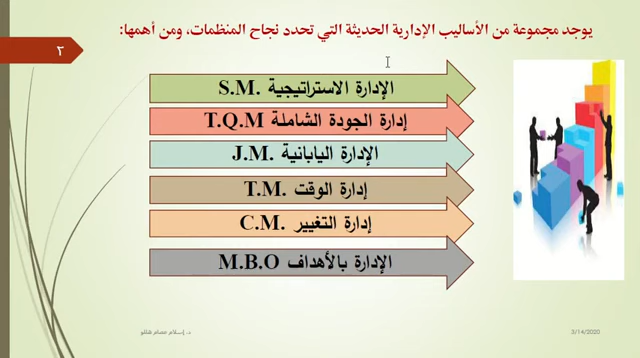 يوجد مجموعة من الأساليب الإدارية الحديثة التي تحدد نجاح المنظمات، ومن أهمها:
٢
الإدارة الاستراتيجية S.M.
إدارة الجودة الشاملة T.Q.M
الإدارة اليابانية J.M.
إدارة الوقت T.M.
إدارة التغيير C.M.
الإدارة بالأهداف M.B.O
3/14/2020